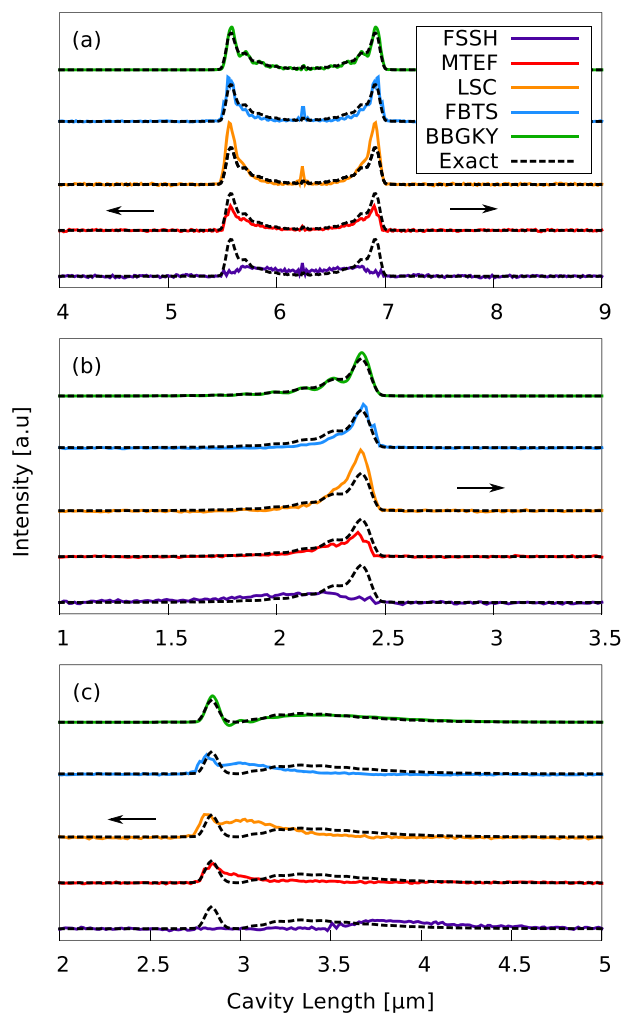 (a)
FSSH
MTEF
LSC
FBTS
BBGKY
Exact
4 5 6 7 8 9
(b)
Intensity [a.u]
1 1.5 2 2.5 3 3.5
(c)
2 2.5 3 3.5 4 4.5 5
Cavity Length [µm]